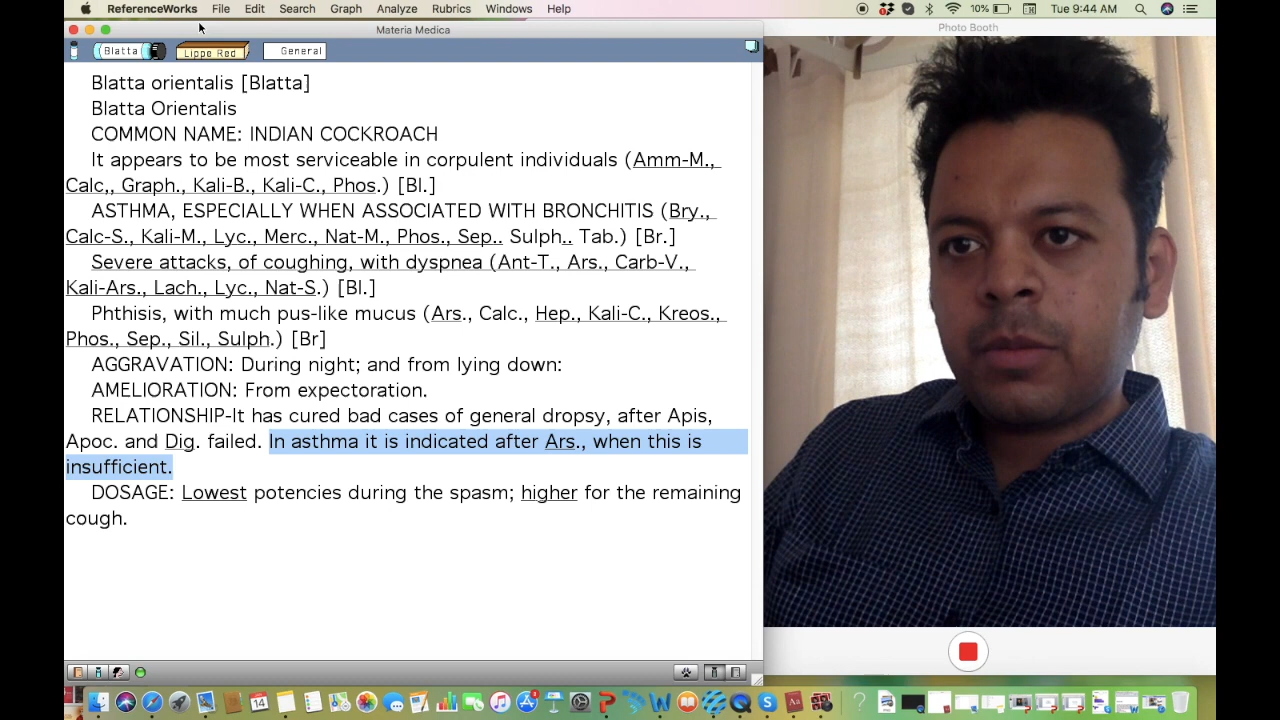 ReferenceWorks File Edit Search Graph Analyze Rubrics Windows Help 10% Tue 9:44 AM
Materia Medica
Photo Booth
Blatta Lippe Red General
Blatta orientalis [Blatta]
Blatta Orientalis
COMMON NAME: INDIAN COCKROACH
It appears to be most serviceable in corpulent individuals (Amm-M.,
Calc,, Graph., Kali-B., Kali-C., Phos.) [Bl.]
ASTHMA, ESPECIALLY WHEN ASSOCIATED WITH BRONCHITIS (Bry.,
Calc-S., Kali-M., Lyc., Merc., Nat-M., Phos., Sep.. Sulph.. Tab.) [Br.]
Severe attacks, of coughing, with dyspnea (Ant-T., Ars., Carb-V.,
Kali-Ars., Lach., Lyc., Nat-S.) [Bl.]
Phthisis, with much pus-like mucus (Ars., Calc., Hep., Kali-C., Kreos.,
Phos., Sep., Sil., Sulph.) [Br]
AGGRAVATION: During night; and from lying down:
AMELIORATION: From expectoration.
RELATIONSHIP-It has cured bad cases of general dropsy, after Apis,
Apoc. and Dig. failed. In asthma it is indicated after Ars., when this is
insufficient.
DOSAGE: Lowest potencies during the spasm; higher for the remaining
cough.
14